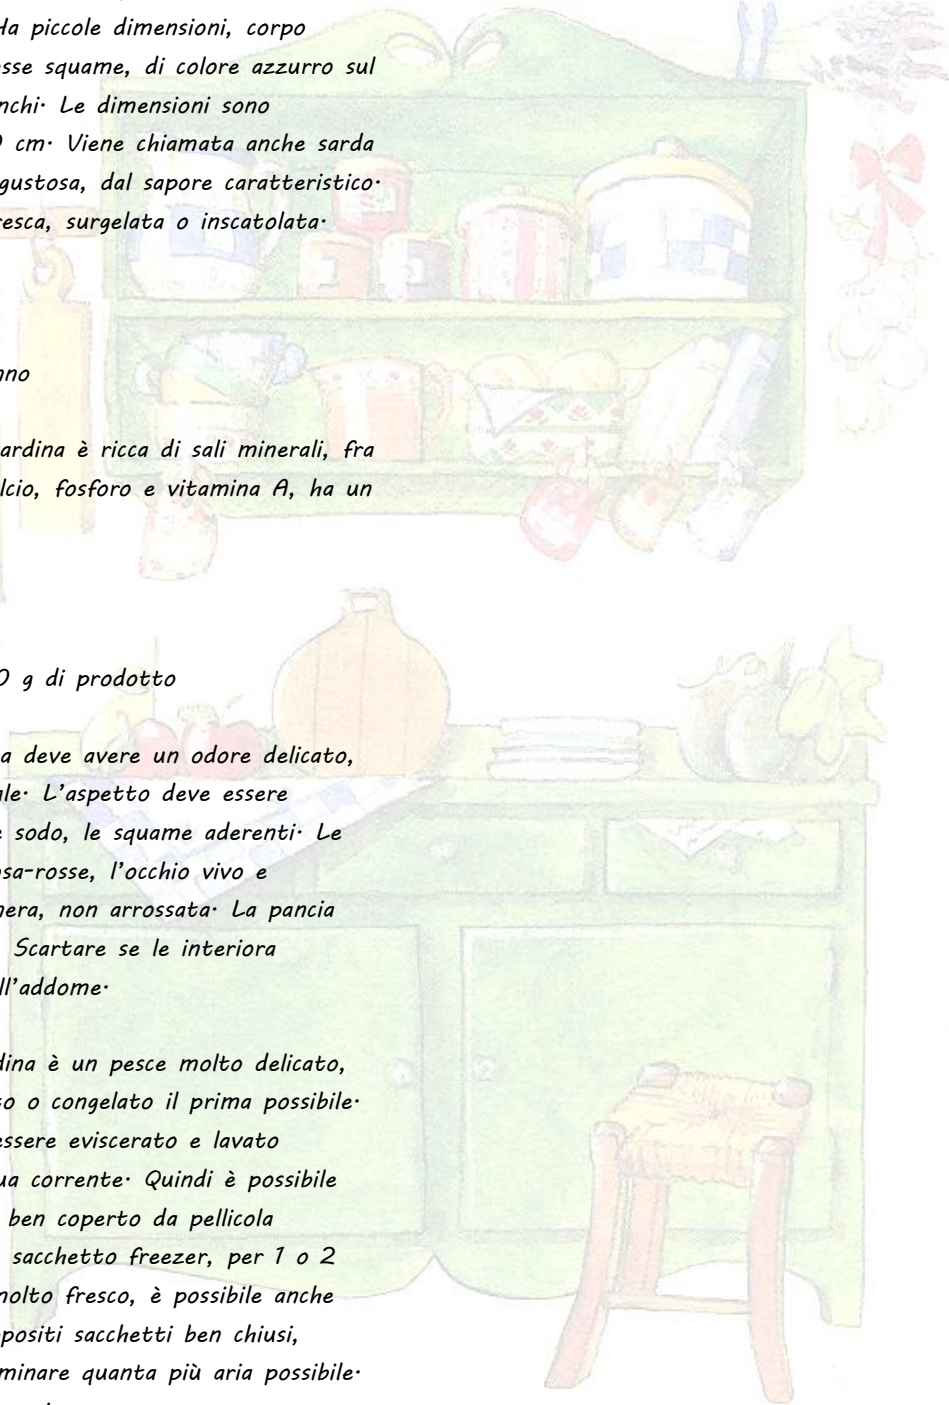 Ha piccole dimensioni, corpo
sse squame, di colore azzurro sul
nchi. Le dimensioni sono
cm. Viene chiamata anche sarda
gustosa, dal sapore caratteristico.
resca, surgelata o inscatolata.
nno
ardina è ricca di sali minerali, fra
lcio, fosforo e vitamina A, ha un
0 g di prodotto
a deve avere un odore delicato,
ale. L'aspetto deve essere
e sodo, le squame aderenti. Le
osa-rosse, l'occhio vivo e
nera, non arrossata. La pancia
Scartare se le interiora
ll'addome.
dina è un pesce molto delicato,
so o congelato il prima possibile.
essere eviscerato e lavato
ua corrente. Quindi è possibile
ben coperto da pellicola
sacchetto freezer, per 1 o 2
molto fresco, è possibile anche
positi sacchetti ben chiusi,
minare quanta più aria possibile.